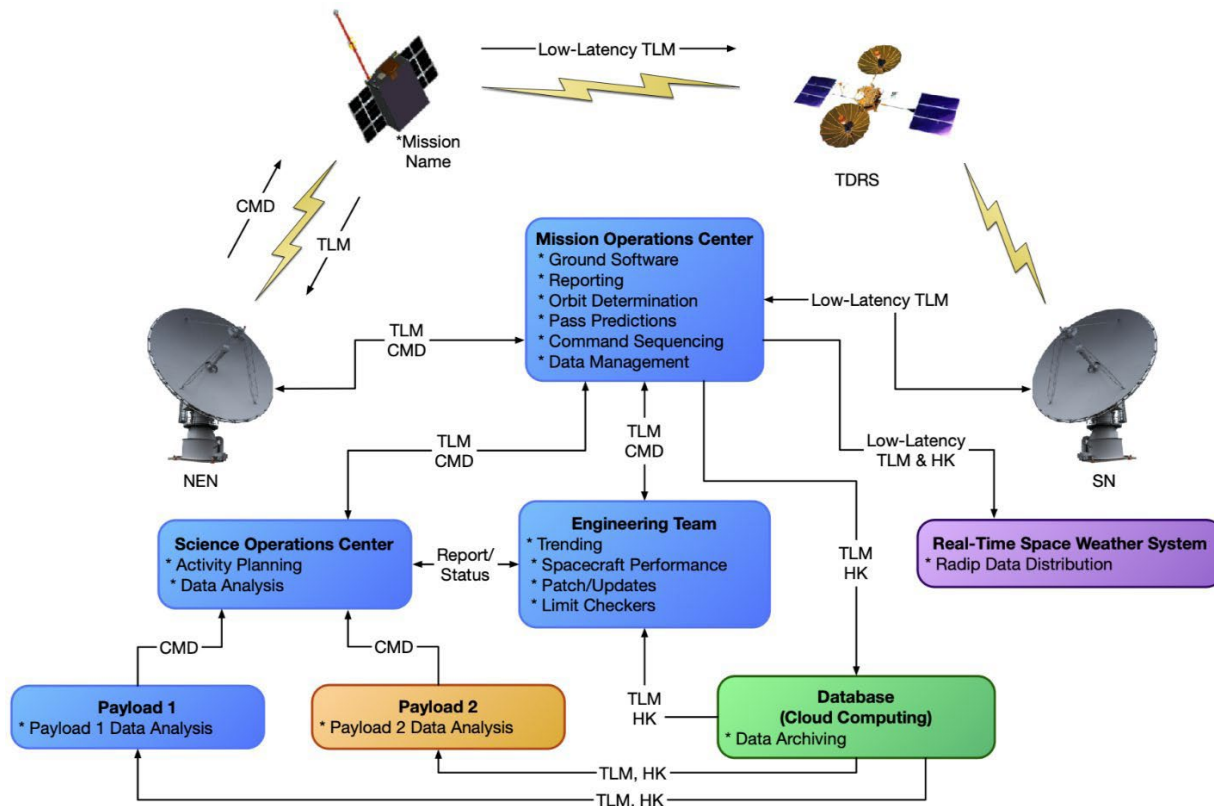 Low-Latency TLM
*Mission
Name
TDRS
CMD
TLM
Mission Operations Center
* Ground Software
* Reporting
* Orbit Determination
* Pass Predictions
* Command Sequencing
* Data Management
Low-Latency TLM
TLM
CMD
NEN
TLM
CMD
TLM
CMD
Low-Latency
TLM & HK
SN
Science Operations Center
* Activity Planning
* Data Analysis
Report/
Status
Engineering Team
* Trending
* Spacecraft Performance
* Patch/Updates
* Limit Checkers
TLM
HK
Real-Time Space Weather System
* Radip Data Distribution
CMD
CMD
Payload 1
* Payload 1 Data Analysis
Payload 2
* Payload 2 Data Analysis
TLM
HK
Database
(Cloud Computing)
* Data Archiving
TLM, HK
TLM, HK